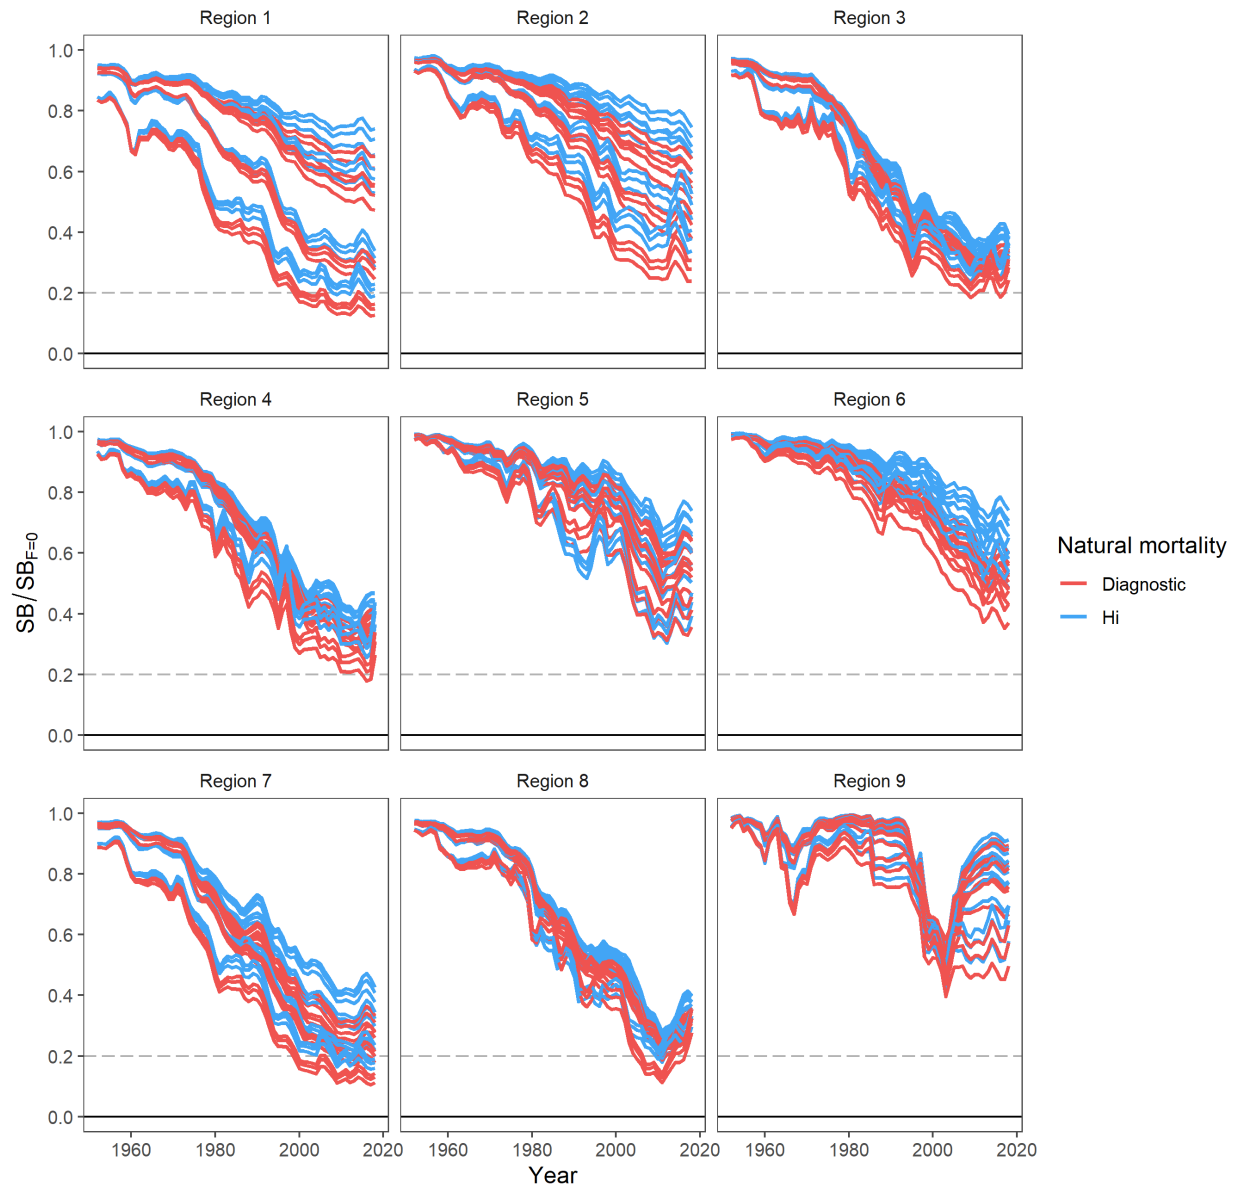 Region 1 Region 2 Region 3
1.0
0.8
0.6
0.4
0.2
0.0
Region 4 Region 5 Region 6
1.0
0.8
0.6
0.4
0.2
0.0
Region 7 Region 8 Region 9
1.0
0.8
0.6
0.4
0.2
0.0
1960 1980 2000 2020 1960 1980 2000 2020 1960 1980 2000 2020
Year
SB/SBF=0
Natural mortality
Diagnostic
Hi